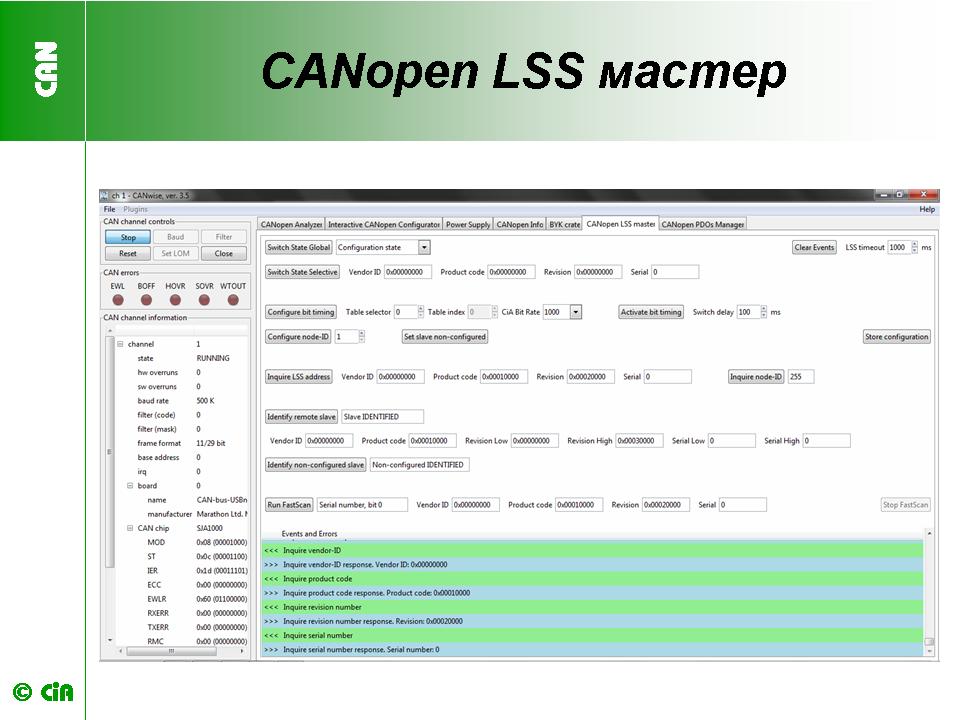 CAN
CANopen LSS мастер
ch 1 - CANwise, ver. 3.5
File Plugins Help
CAN channel controls
Stop Baud Filter
Reset Set LOM Close
CAN errors
EWL BOFF HOVR SOVR WTOUT
CAN channel information
channel 1
state RUNNING
hw overruns 0
sw overruns 0
baud rate 500 K
filter (code) 0
filter (mask) 0
frame format 11/29 bit
base address 0
irq 0
board 0
name CAN-bus-USBn
manufacturer Marathon Ltd.
CAN chip SJA1000
MOD 0x08 (00001000)
ST 0x0c (00001100)
IER 0x1d (00011101)
ECC 0x00 (00000000)
EWLR 0x60 (01100000)
RXERR 0x00 (00000000)
TXERR 0x00 (00000000)
RMC 0x00 (00000000)
CANopen Analyzer Interactive CANopen Configurator Power Supply CANopen Info BYK crate CANopen LSS master CANopen PDOs Manager
Switch State Global Configuration state Clear Events LSS timeout 1000 ms
Switch State Selective Vendor ID 0x00000000 Product code 0x00000000 Revision 0x00000000 Serial 0
Configure bit timing Table selector 0 Table index 0 CiA Bit Rate 1000 Activate bit timing Switch delay 100 ms
Configure node-ID 1 Set slave non-configured Store configuration
Inquire LSS address Vendor ID 0x00000000 Product code 0x00010000 Revision 0x00020000 Serial 0 Inquire node-ID 255
Identify remote slave Slave IDENTIFIED
Vendor ID 0x00000000 Product code 0x00010000 Revision Low 0x00000000 Revision High 0x00030000 Serial Low 0 Serial High 0
Identify non-configured slave Non-configured IDENTIFIED
Run FastScan Serial number, bit 0 Vendor ID 0x00000000 Product code 0x00010000 Revision 0x00020000 Serial 0 Stop FastScan
Events and Errors
<<< Inquire vendor-ID
>>> Inquire vendor-ID response. Vendor ID: 0x00000000
<<< Inquire product code
>>> Inquire product code response. Product code: 0x00010000
<<< Inquire revision number
>>> Inquire revision number response. Revision: 0x00020000
<<< Inquire serial number
>>> Inquire serial number response. Serial number: 0
© CiA